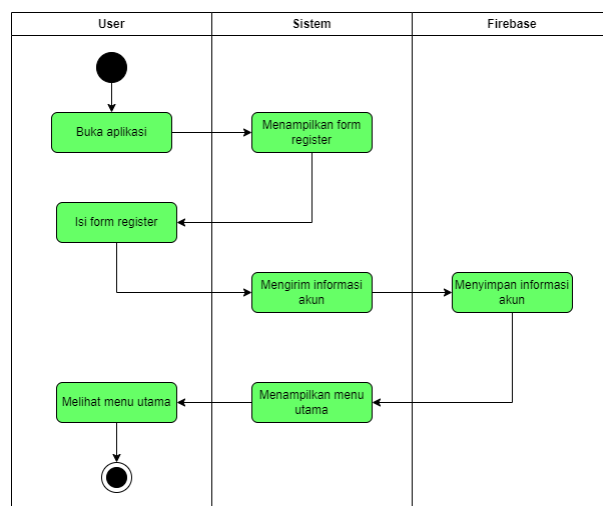 User
Sistem
Firebase
Buka aplikasi
Menampilkan form
register
Isi form register
Mengirim informasi
akun
Menyimpan informasi
akun
Melihat menu utama
Menampilkan menu
utama